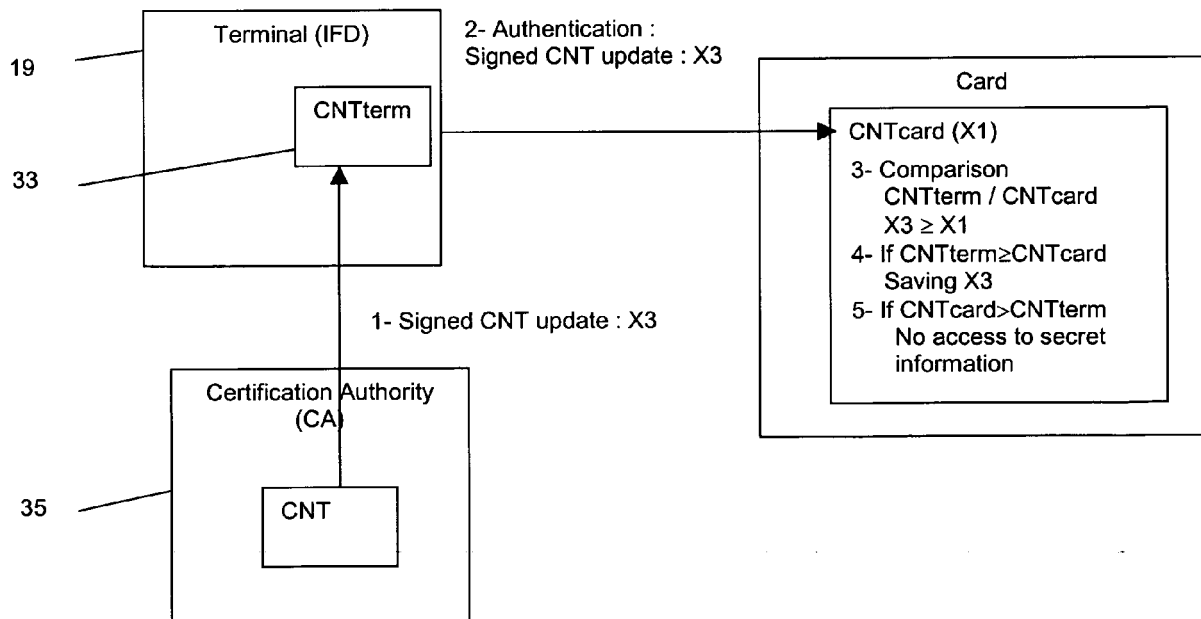 Terminal (IFD)
19
CNTterm
33
2- Authentication :
Signed CNT update : X3
Card
CNTcard (X1)
3- Comparison
CNTterm / CNTcard
X3 ≥ X1
4- If CNTterm≥CNTcard
Saving X3
5- If CNTcard>CNTterm
No access to secret
information
1- Signed CNT update : X3
Certification Authority
(CA)
35
CNT